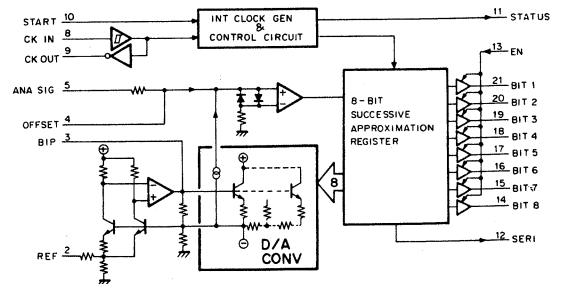 START 10
CK IN 8
CK OUT 9
INT CLOCK GEN
&
CONTROL CIRCUIT
11 STATUS
13 EN
ANA SIG 5
OFFSET 4
BIP 3
8-BIT
SUCCESSIVE
APPROXIMATION
REGISTER
21 BIT 1
20 BIT 2
19 BIT 3
18 BIT 4
17 BIT 5
16 BIT 6
15 BIT 7
14 BIT 8
8
D/A
CONV
REF 2
12 SERI